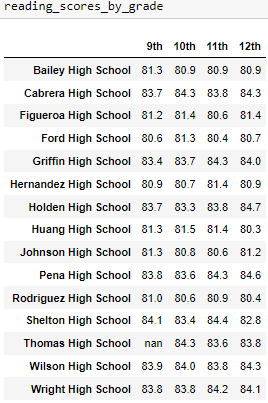 reading_scores_by_grade
9th 10th 11th 12th
Bailey High School 81.3 80.9 80.9 80.9
Cabrera High School 83.7 84.3 83.8 84.3
Figueroa High School 81.2 81.4 80.6 81.4
Ford High School 80.6 81.3 80.4 80.7
Griffin High School 83.4 83.7 84.3 84.0
Hernandez High School 80.9 80.7 81.4 80.9
Holden High School 83.7 83.3 83.8 84.7
Huang High School 81.3 81.5 81.4 80.3
Johnson High School 81.3 80.8 80.6 81.2
Pena High School 83.8 83.6 84.3 84.6
Rodriguez High School 81.0 80.6 80.9 80.4
Shelton High School 84.1 83.4 84.4 82.8
Thomas High School nan 84.3 83.6 83.8
Wilson High School 83.9 84.0 83.8 84.3
Wright High School 83.8 83.8 84.2 84.1